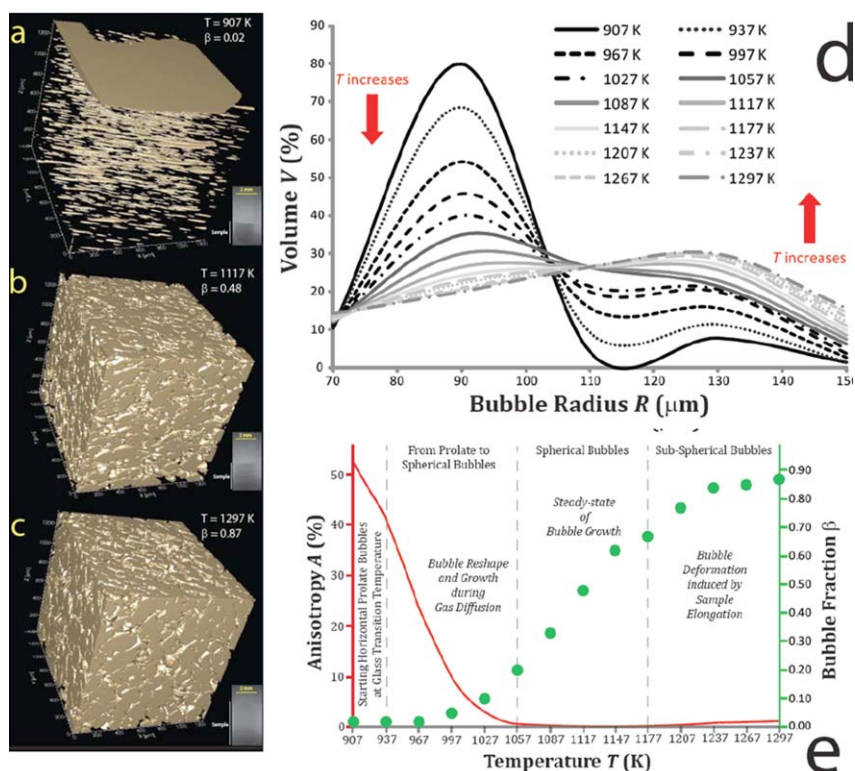 a
T = 907 K
β = 0.02
2 mm
Sample
b
T = 1117 K
β = 0.48
2 mm
Sample
c
T = 1297 K
β = 0.87
2 mm
Sample
d
Volume V (%)
90
80
70
60
50
40
30
20
10
0
T increases
907 K
937 K
967 K
997 K
1027 K
1057 K
1087 K
1117 K
1147 K
1177 K
1207 K
1237 K
1267 K
1297 K
T increases
70
80
90
100
110
120
130
140
150
Bubble Radius R (μm)
Anisotropy A (%)
50
40
30
20
10
0
Starting Horizontal Prolate Bubbles
at Glass Transition Temperature
From Prolate to
Spherical Bubbles
Bubble Reshape
and Growth
during
Gas Diffusion
Spherical Bubbles
Steady-state
of
Bubble Growth
Sub-Spherical Bubbles
Bubble
Deformation
induced by
Sample
Elongation
0.90
0.80
0.70
0.60
0.50
0.40
0.30
0.20
0.10
0.00
Bubble Fraction β
907
937
967
997
1027
1057
1087
1117
1147
1177
1207
1237
1267
1297
Temperature T (K)
e